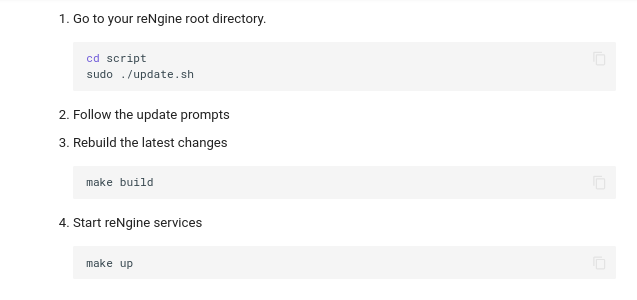 1. Go to your reNgine root directory.
cd script
sudo ./update.sh
2. Follow the update prompts
3. Rebuild the latest changes
make build
4. Start reNgine services
make up